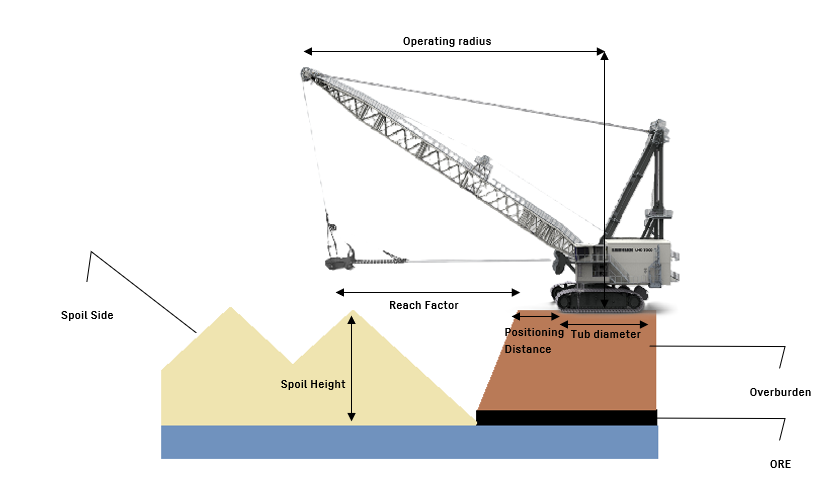 Operating radius
Reach Factor
Spoil Side
Positioning
Distance
Tub diameter
Spoil Height
Overburden
ORE